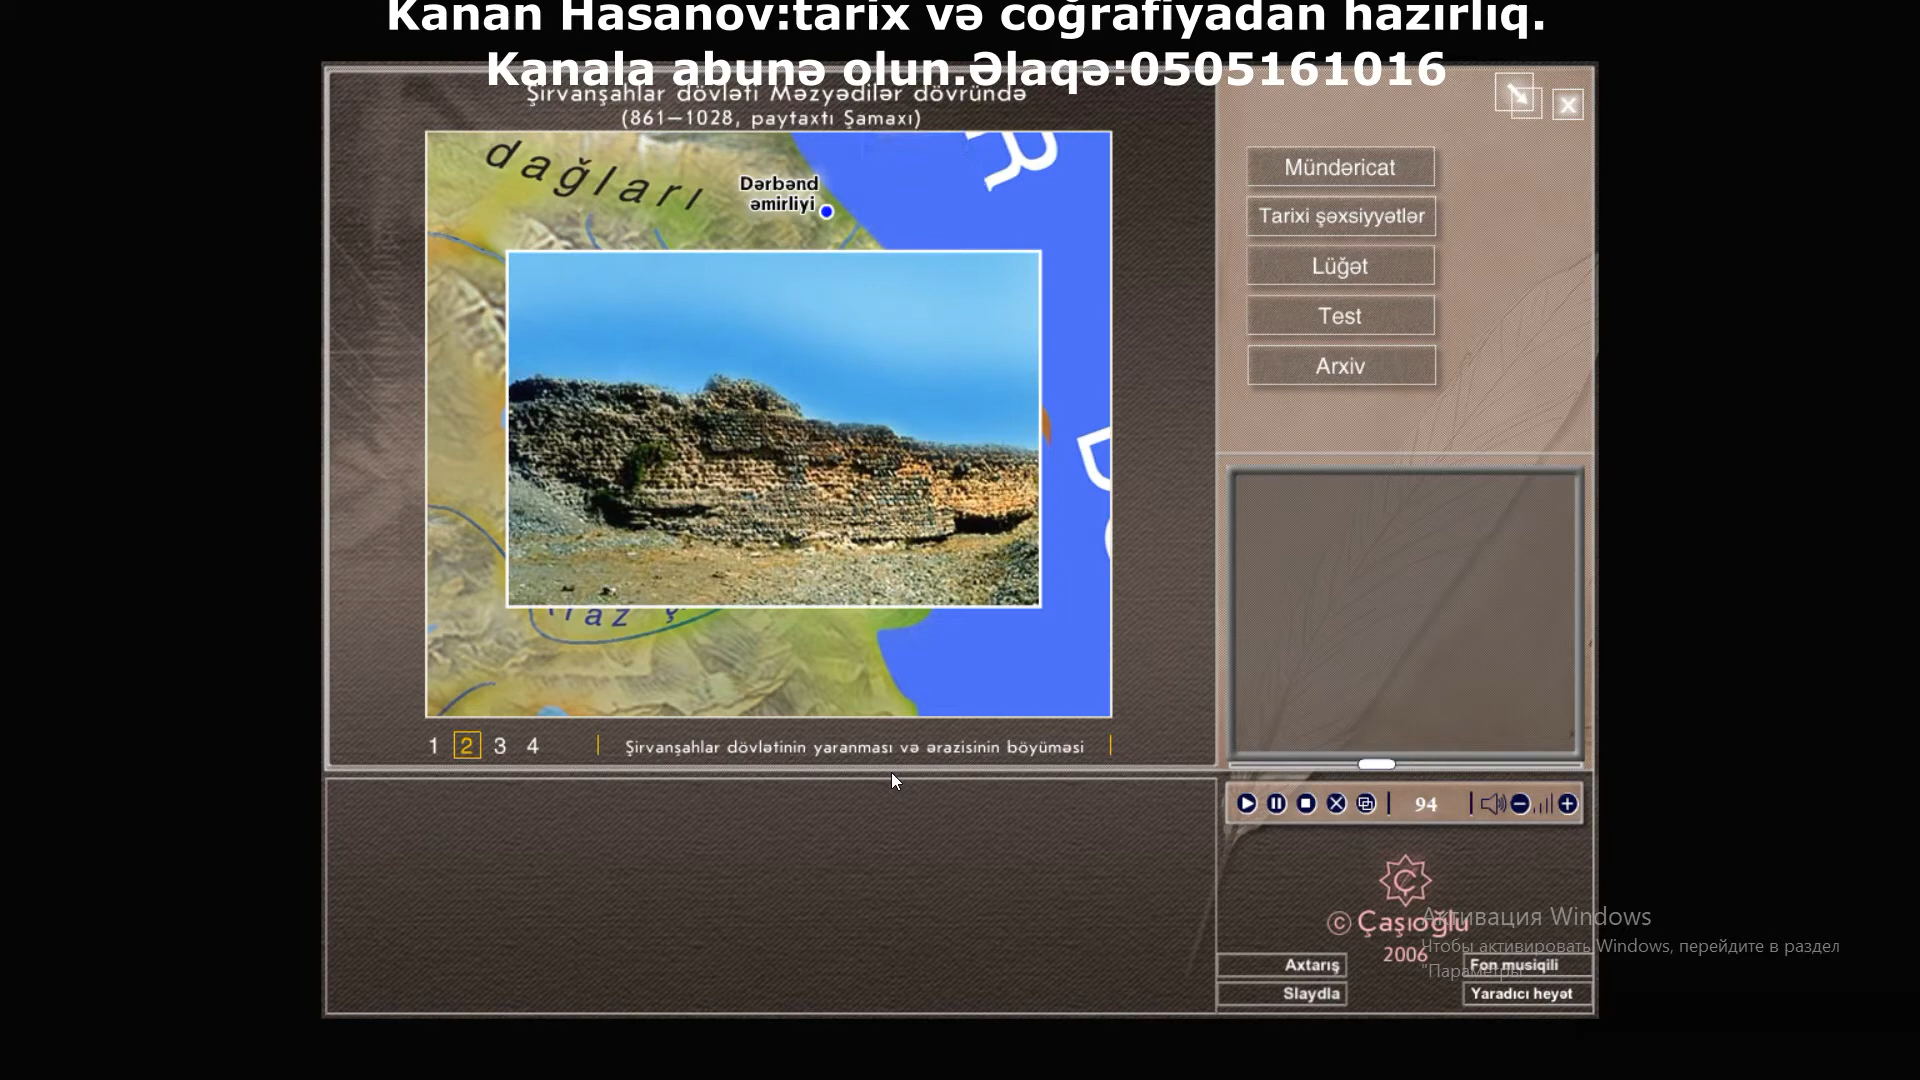 Kanan Hasanov:tarix və coğrafiyadan hazırlıq.
Kanala abunə olun.Əlaqə:0505161016
Şirvanşahlar dövləti Məzyədilər dövründə
(861–1028, paytaxtı Şamaxı)
dağları
Dərbənd
əmirliyi
R
Mündəricat
Tarixi şəxsiyyətlər
Lüğət
Test
Arxiv
1 2 3 4
Şirvanşahlar dövlətinin yaranması və ərazisinin böyüməsi
94
Ç
© Çaşıoğlu
2006
Активация Windows
Чтобы активировать Windows, перейдите в раздел
"Параметры"
Axtarış
Fon musiqili
Slaydla
Yaradıcı heyət